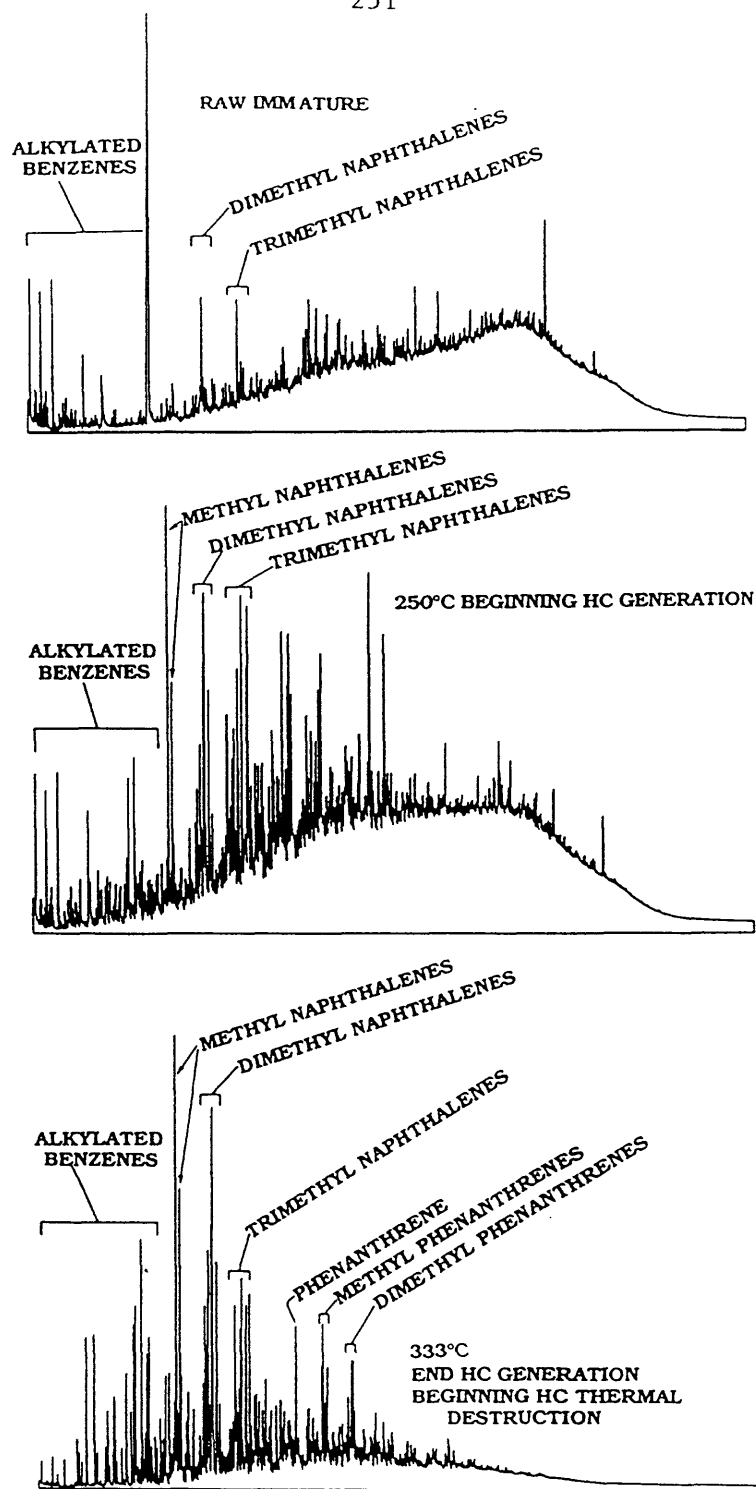 251
RAW IMMATURE
ALKYLATED
BENZENES
DIMETHYL NAPHTHALENES
TRIMETHYL NAPHTHALENES
METHYL NAPHTHALENES
DIMETHYL NAPHTHALENES
TRIMETHYL NAPHTHALENES
250°C BEGINNING HC GENERATION
ALKYLATED
BENZENES
METHYL NAPHTHALENES
DIMETHYL NAPHTHALENES
ALKYLATED
BENZENES
TRIMETHYL NAPHTHALENES
PHENANTHRENE
METHYL PHENANTHRENES
DIMETHYL PHENANTHRENES
333°C
END HC GENERATION
BEGINNING HC THERMAL
DESTRUCTION